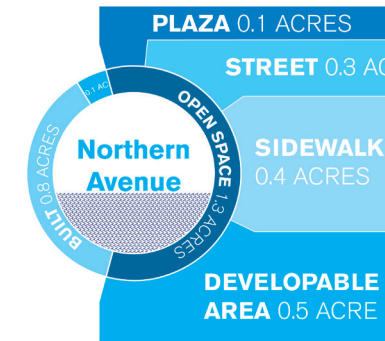 PLAZA 0.1 ACRES
STREET 0.3 AC
0.1 AC
OPEN SPACE 1.3 ACRES
Northern
Avenue
SIDEWALK
0.4 ACRES
BUILT 0.8 ACRES
DEVELOPABLE
AREA 0.5 ACRE